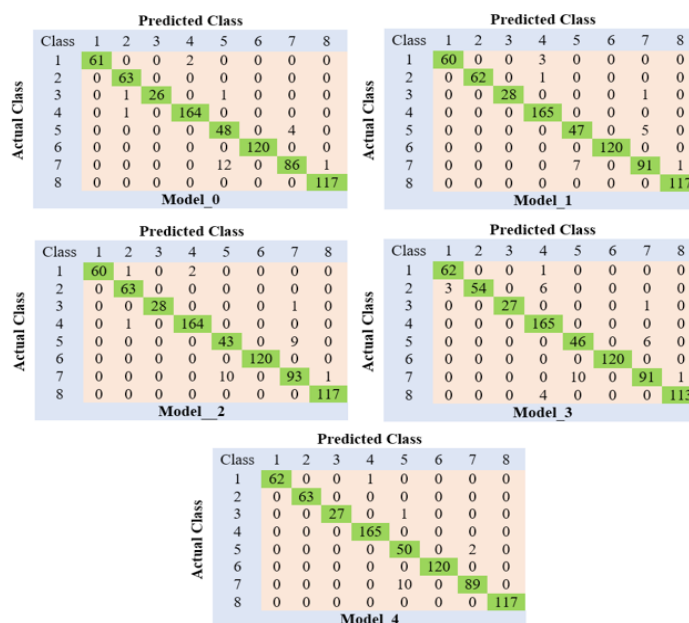 Predicted Class
Class 1 2 3 4 5 6 7 8
1 61 0 0 2 0 0 0 0
2 0 63 0 0 0 0 0 0
3 0 1 26 0 1 0 0 0
4 0 1 0 164 0 0 0 0
5 0 0 0 0 48 0 4 0
6 0 0 0 0 0 120 0 0
7 0 0 0 0 12 0 86 1
8 0 0 0 0 0 0 0 117
Model_0
Actual Class
Predicted Class
Class 1 2 3 4 5 6 7 8
1 60 0 0 3 0 0 0 0
2 0 62 0 1 0 0 0 0
3 0 0 28 0 0 0 1 0
4 0 0 0 165 0 0 0 0
5 0 0 0 0 47 0 5 0
6 0 0 0 0 0 120 0 0
7 0 0 0 0 7 0 91 1
8 0 0 0 0 0 0 0 117
Model_1
Actual Class
Predicted Class
Class 1 2 3 4 5 6 7 8
1 60 1 0 2 0 0 0 0
2 0 63 0 0 0 0 0 0
3 0 0 28 0 0 0 1 0
4 0 1 0 164 0 0 0 0
5 0 0 0 0 43 0 9 0
6 0 0 0 0 0 120 0 0
7 0 0 0 0 10 0 93 1
8 0 0 0 0 0 0 0 117
Model__2
Actual Class
Predicted Class
Class 1 2 3 4 5 6 7 8
1 62 0 0 1 0 0 0 0
2 3 54 0 6 0 0 0 0
3 0 0 27 0 0 0 1 0
4 0 0 0 165 0 0 0 0
5 0 0 0 0 46 0 6 0
6 0 0 0 0 0 120 0 0
7 0 0 0 0 10 0 91 1
8 0 0 0 4 0 0 0 113
Model_3
Actual Class
Predicted Class
Class 1 2 3 4 5 6 7 8
1 62 0 0 1 0 0 0 0
2 0 63 0 0 0 0 0 0
3 0 0 27 0 1 0 0 0
4 0 0 0 165 0 0 0 0
5 0 0 0 0 50 0 2 0
6 0 0 0 0 0 120 0 0
7 0 0 0 0 10 0 89 0
8 0 0 0 0 0 0 0 117
Model_4
Actual Class